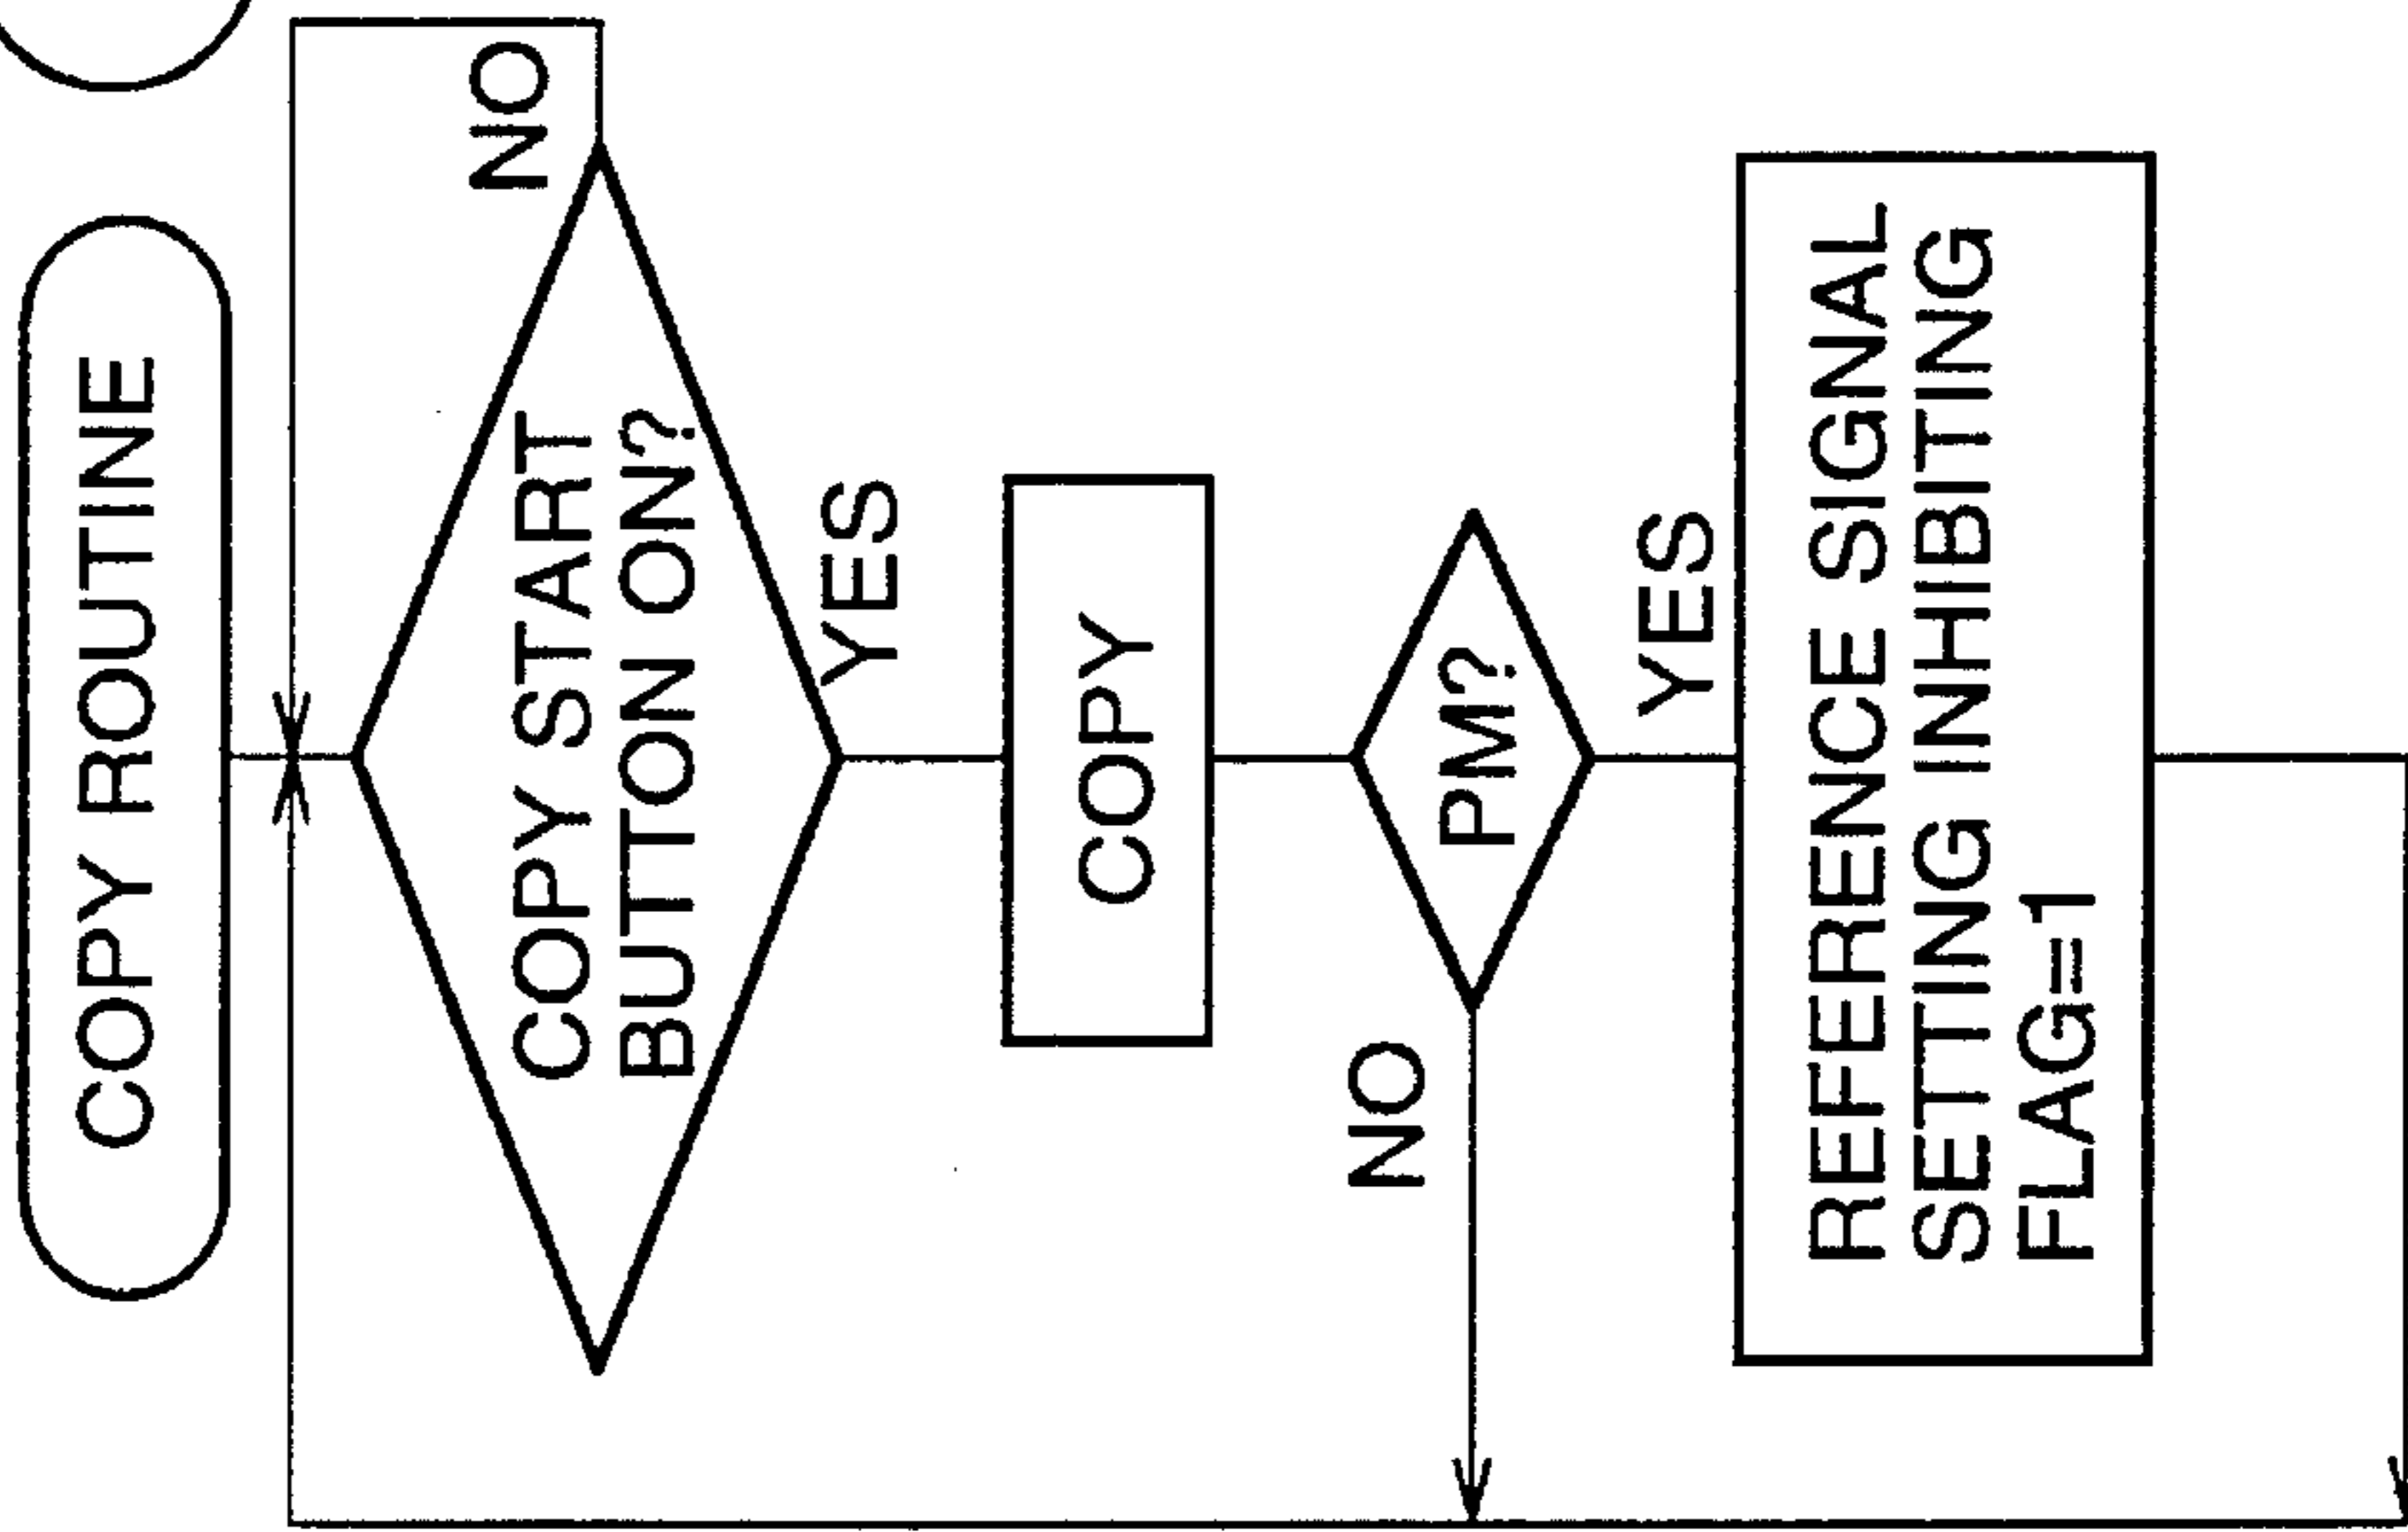 COPY ROUTINE
COPY START
BUTTON ON?
NO
YES
COPY
PM?
NO
YES
REFERENCE SIGNAL
SETTING INHIBITING
FLAG=1